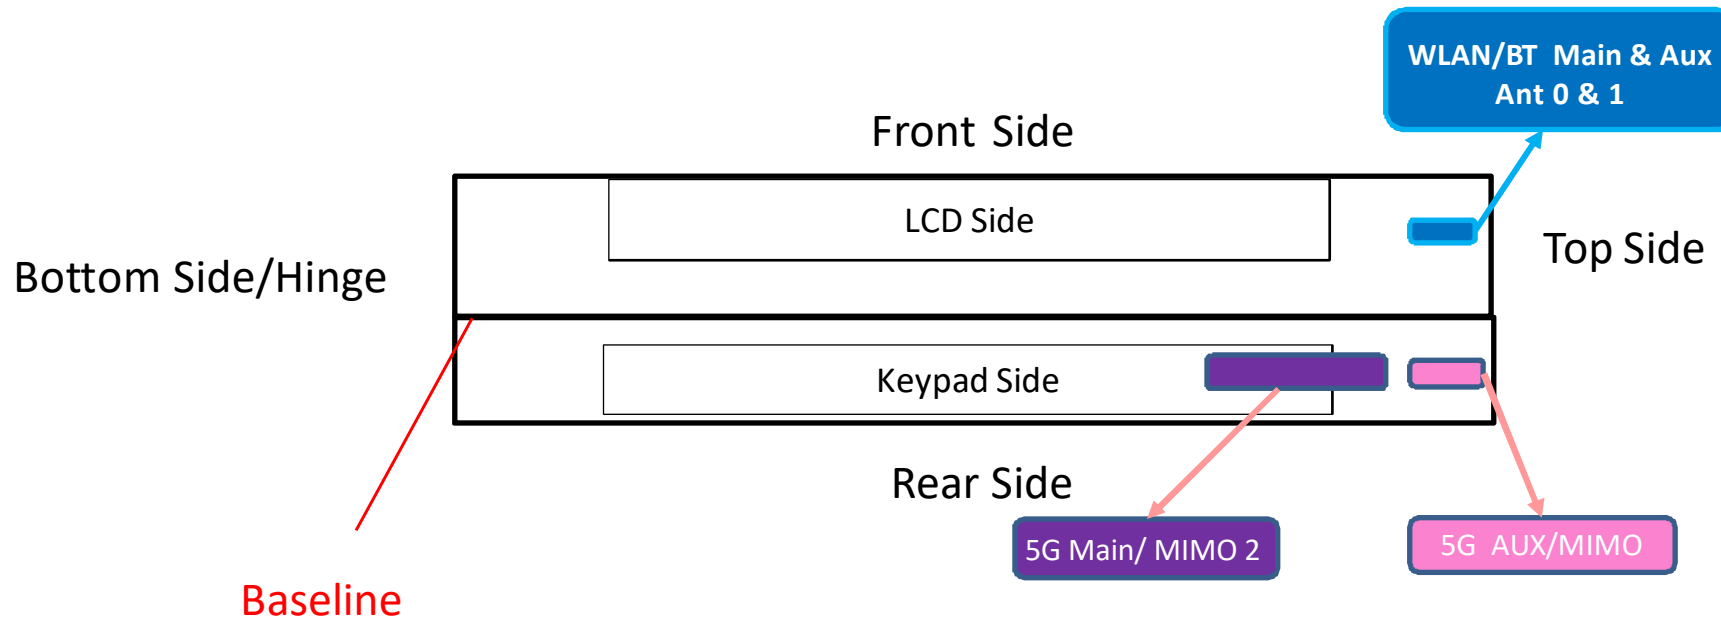 WLAN/BT  Main & Aux
Ant 0 & 1
Front  Side
LCD Side
Top Side
Bottom Side/Hinge
Keypad Side
Rear Side
5G Main/ MIMO 2
5G  AUX/MIMO
Baseline